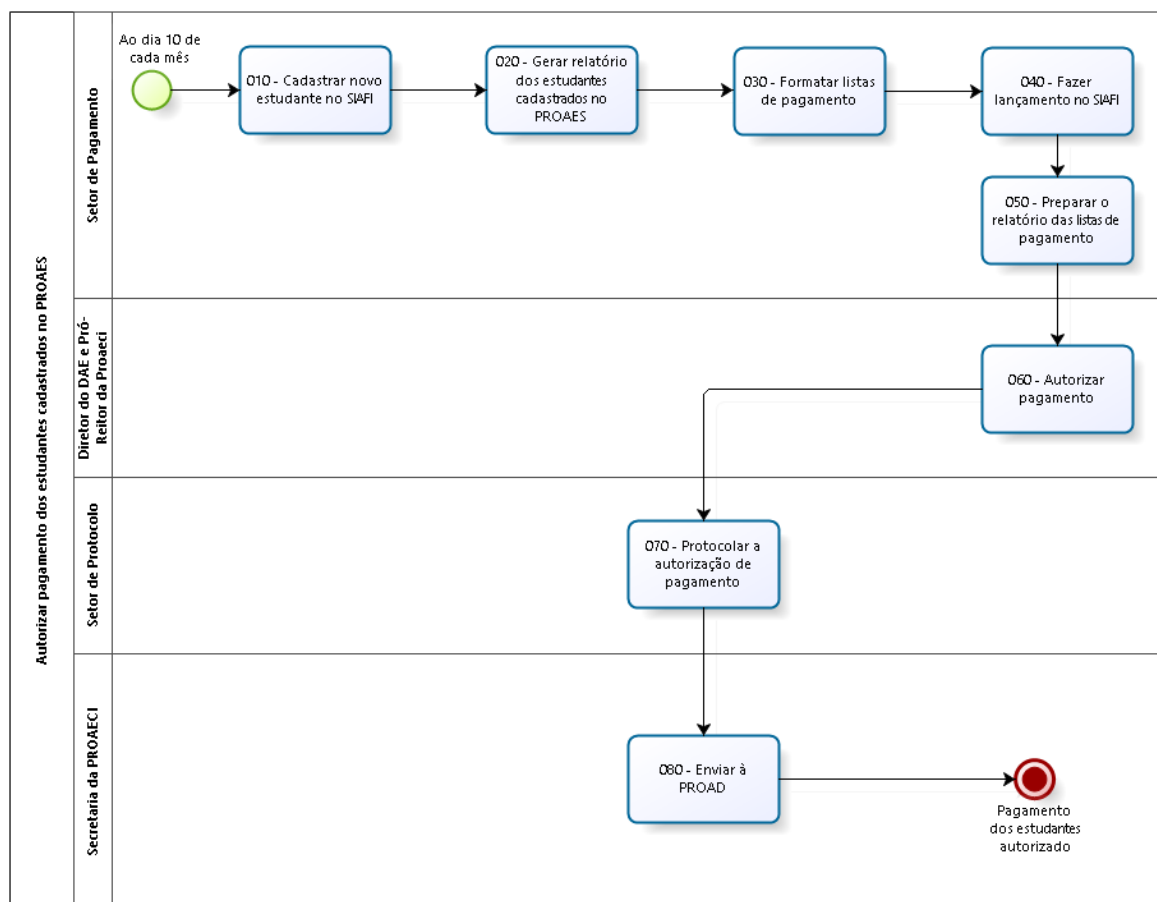 Autorizar pagamento dos estudantes cadastrados no PROAES
Setor de Pagamento
Ao dia 10 de
cada mês
010 - Cadastrar novo
estudante no SIAFI
020 - Gerar relatório
dos estudantes
cadastrados no
PROAES
030 - Formatar listas
de pagamento
040 - Fazer
lançamento no SIAFI
050 - Preparar o
relatório das listas de
pagamento
Diretor do DAE e Pró-
Reitor da Proaeci
060 - Autorizar
pagamento
Setor de Protocolo
070 - Protocolar a
autorização de
pagamento
Secretaria da PROAECI
080 - Enviar à
PROAD
Pagamento
dos estudantes
autorizado